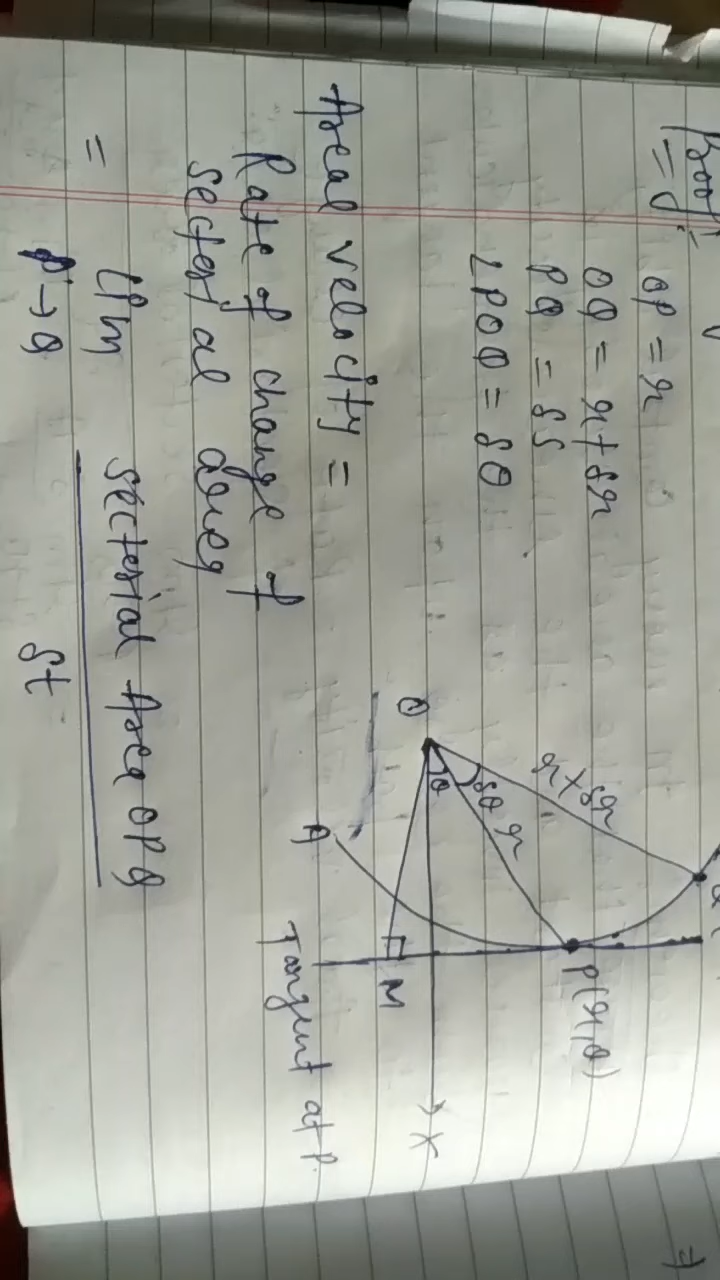 Proof:-
OP = r
OQ = r+δr
PQ = δs
∠POQ = δθ
Q
r+δr
δθ
r
θ
O
P(r,θ)
A
M
X
Tangent at P.
Areal velocity =
Rate of change of
sectorial area
= lim
P→Q
sectorial Area OPQ
δt